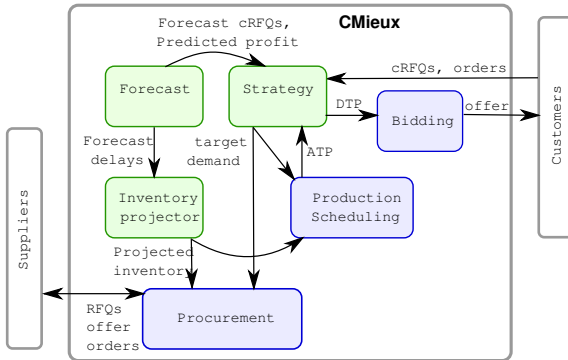 Forecast cRFQs,
Predicted profit
CMieux
cRFQs, orders
Forecast
Strategy
DTP
offer
Bidding
Customers
Forecast
delays
target
demand
ATP
Suppliers
Inventory
projector
Production
Scheduling
Projected
inventory
RFQs
offer
orders
Procurement